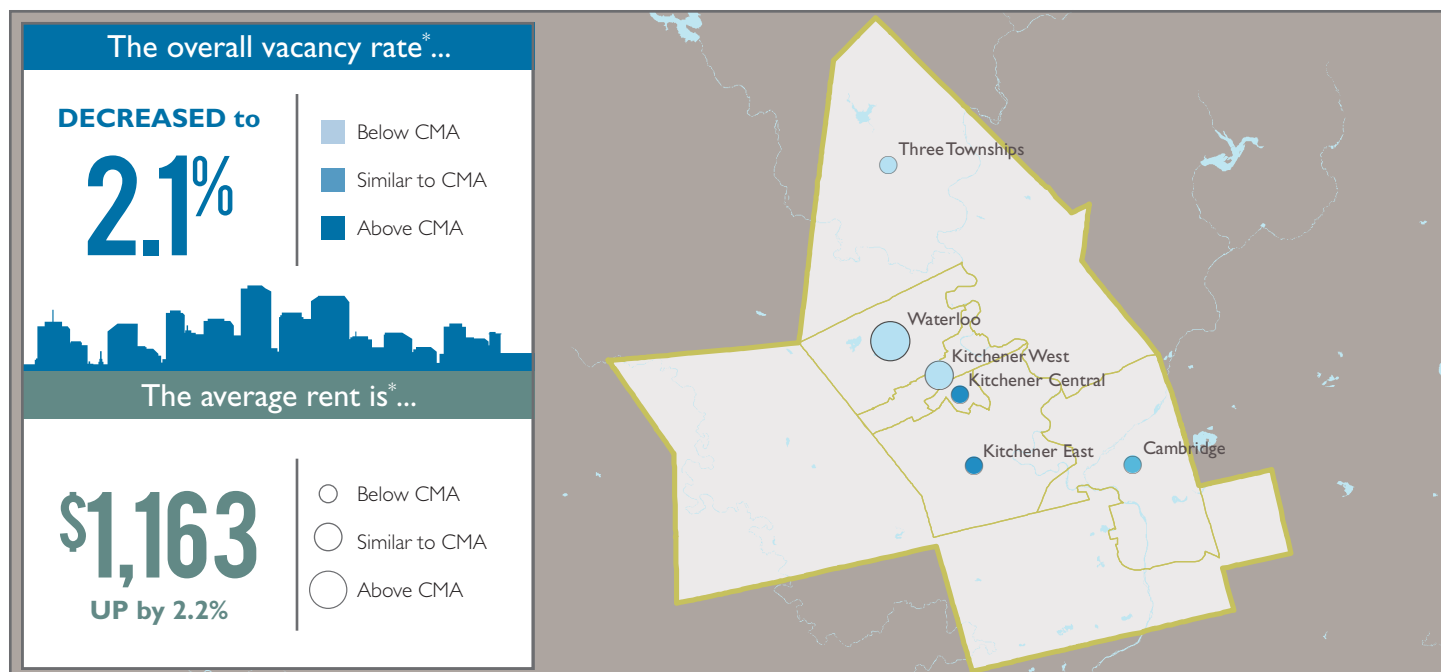 The overall vacancy rate*...
DECREASED to
2.1%
Below CMA
Similar to CMA
Above CMA
The average rent is*...
$1,163
UP by 2.2%
Below CMA
Similar to CMA
Above CMA
Three Townships
Waterloo
Kitchener West
Kitchener Central
Kitchener East
Cambridge